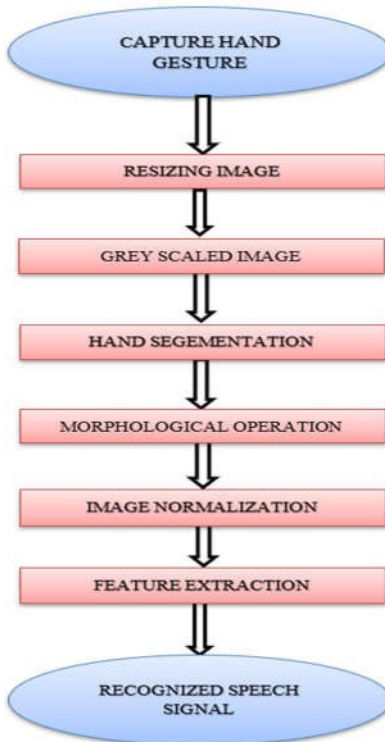 CAPTURE HAND
GESTURE
RESIZING IMAGE
GREY SCALED IMAGE
HAND SEGEMENTATION
MORPHOLOGICAL OPERATION
IMAGE NORMALIZATION
FEATURE EXTRACTION
RECOGNIZED SPEECH
SIGNAL